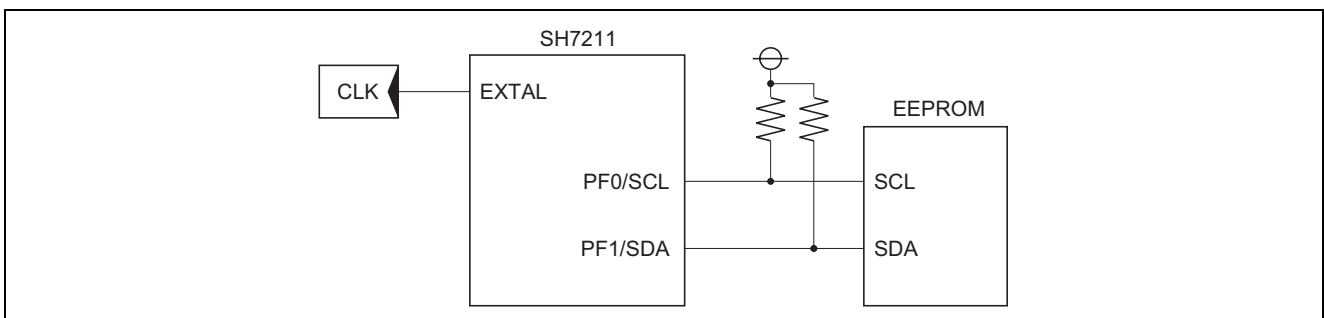 SH7211
CLK
EXTAL
EEPROM
PF0/SCL
SCL
PF1/SDA
SDA